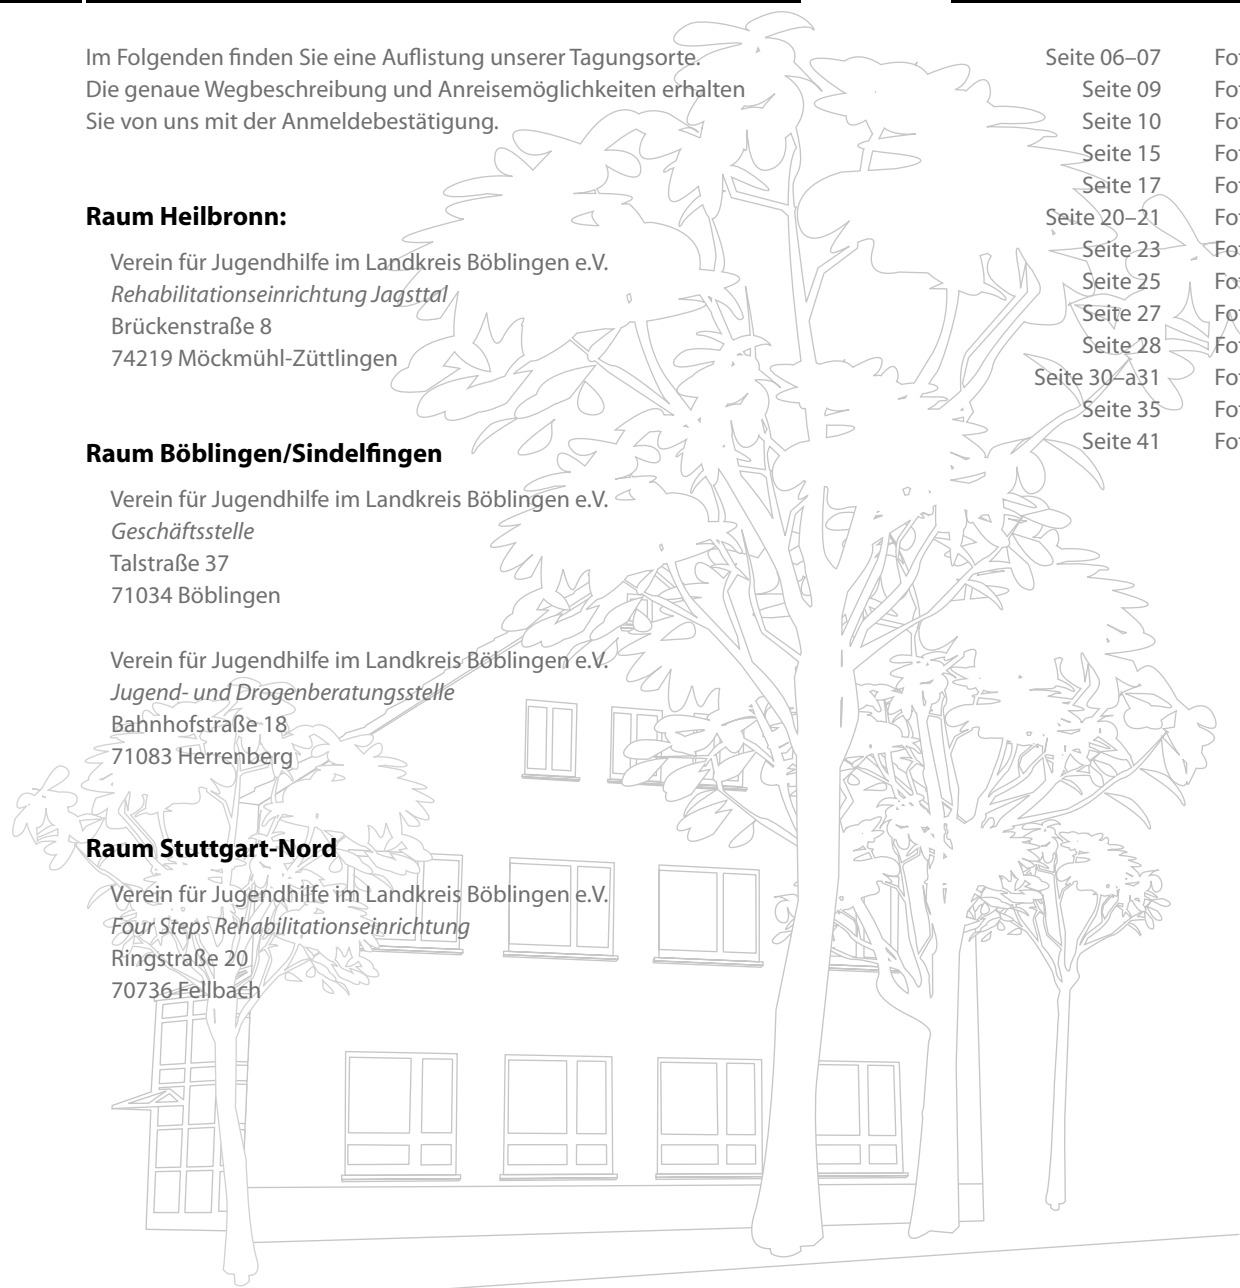 Im Folgenden finden Sie eine Auflistung unserer Tagungsorte.
Die genaue Wegbeschreibung und Anreisemöglichkeiten erhalten
Sie von uns mit der Anmeldebestätigung.
Raum Heilbronn:
Verein für Jugendhilfe im Landkreis Böblingen e.V.
Rehabilitationseinrichtung Jagsttal
Brückenstraße 8
74219 Möckmühl-Züttlingen
Raum Böblingen/Sindelfingen
Verein für Jugendhilfe im Landkreis Böblingen e.V.
Geschäftsstelle
Talstraße 37
71034 Böblingen
Verein für Jugendhilfe im Landkreis Böblingen e.V.
Jugend- und Drogenberatungsstelle
Bahnhofstraße 18
71083 Herrenberg
Raum Stuttgart-Nord
Verein für Jugendhilfe im Landkreis Böblingen e.V.
Four Steps Rehabilitationseinrichtung
Ringstraße 20
70736 Fellbach
Seite 06–07
Seite 09
Seite 10
Seite 15
Seite 17
Seite 20–21
Seite 23
Seite 25
Seite 27
Seite 28
Seite 30–a31
Seite 35
Seite 41